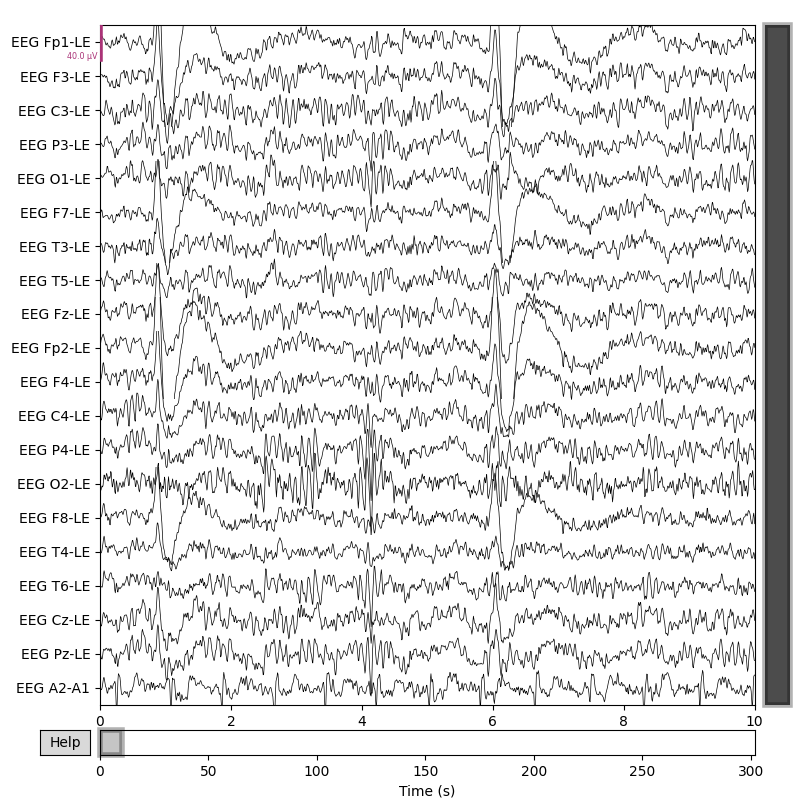 EEG Fp1-LE
40.0 µV
EEG F3-LE
EEG C3-LE
EEG P3-LE
EEG O1-LE
EEG F7-LE
EEG T3-LE
EEG T5-LE
EEG Fz-LE
EEG Fp2-LE
EEG F4-LE
EEG C4-LE
EEG P4-LE
EEG O2-LE
EEG F8-LE
EEG T4-LE
EEG T6-LE
EEG Cz-LE
EEG Pz-LE
EEG A2-A1
0 2 4 6 8 10
Help
0 50 100 150 200 250 300
Time (s)